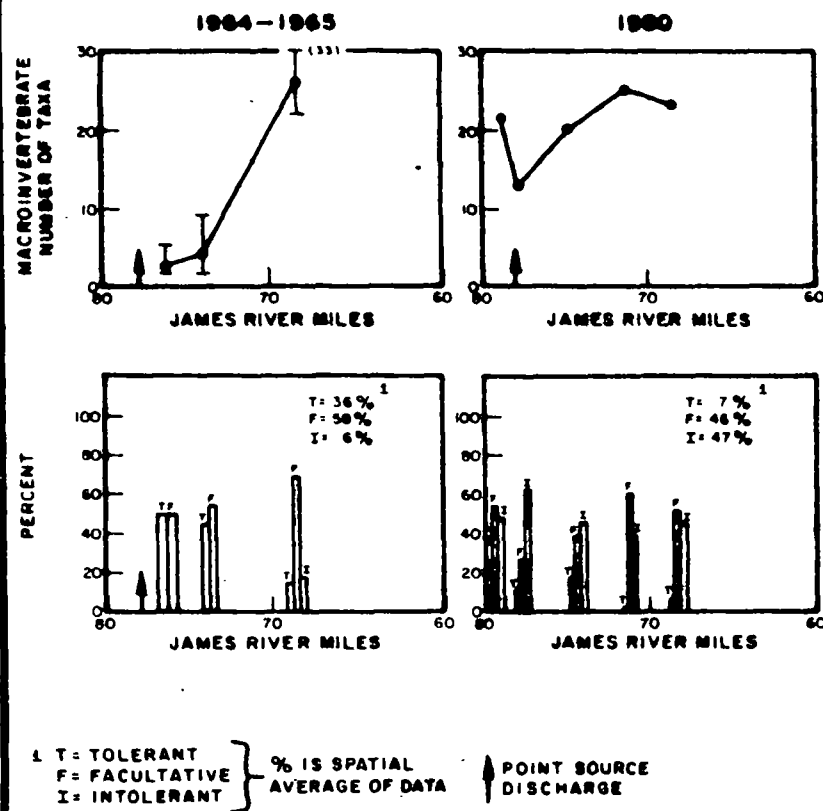 1964-1965
1980
MACROINVERTEBRATE
NUMBER OF TAXA
30
20
10
0
(33)
80
70
60
JAMES RIVER MILES
30
20
10
0
80
70
60
JAMES RIVER MILES
PERCENT
100
80
60
40
20
0
T= 36% 1
F= 58%
I= 6%
T F
T F
T F I
80
70
60
JAMES RIVER MILES
100
80
60
40
20
0
T= 7% 1
F= 46%
I= 47%
F I
T F I
T F I
T F I
T F I
80
70
60
JAMES RIVER MILES
1 T= TOLERANT
F= FACULTATIVE
I= INTOLERANT
% IS SPATIAL
AVERAGE OF DATA
POINT SOURCE
DISCHARGE